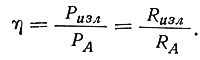 η = P_изл / P_A = R_изл / R_A .